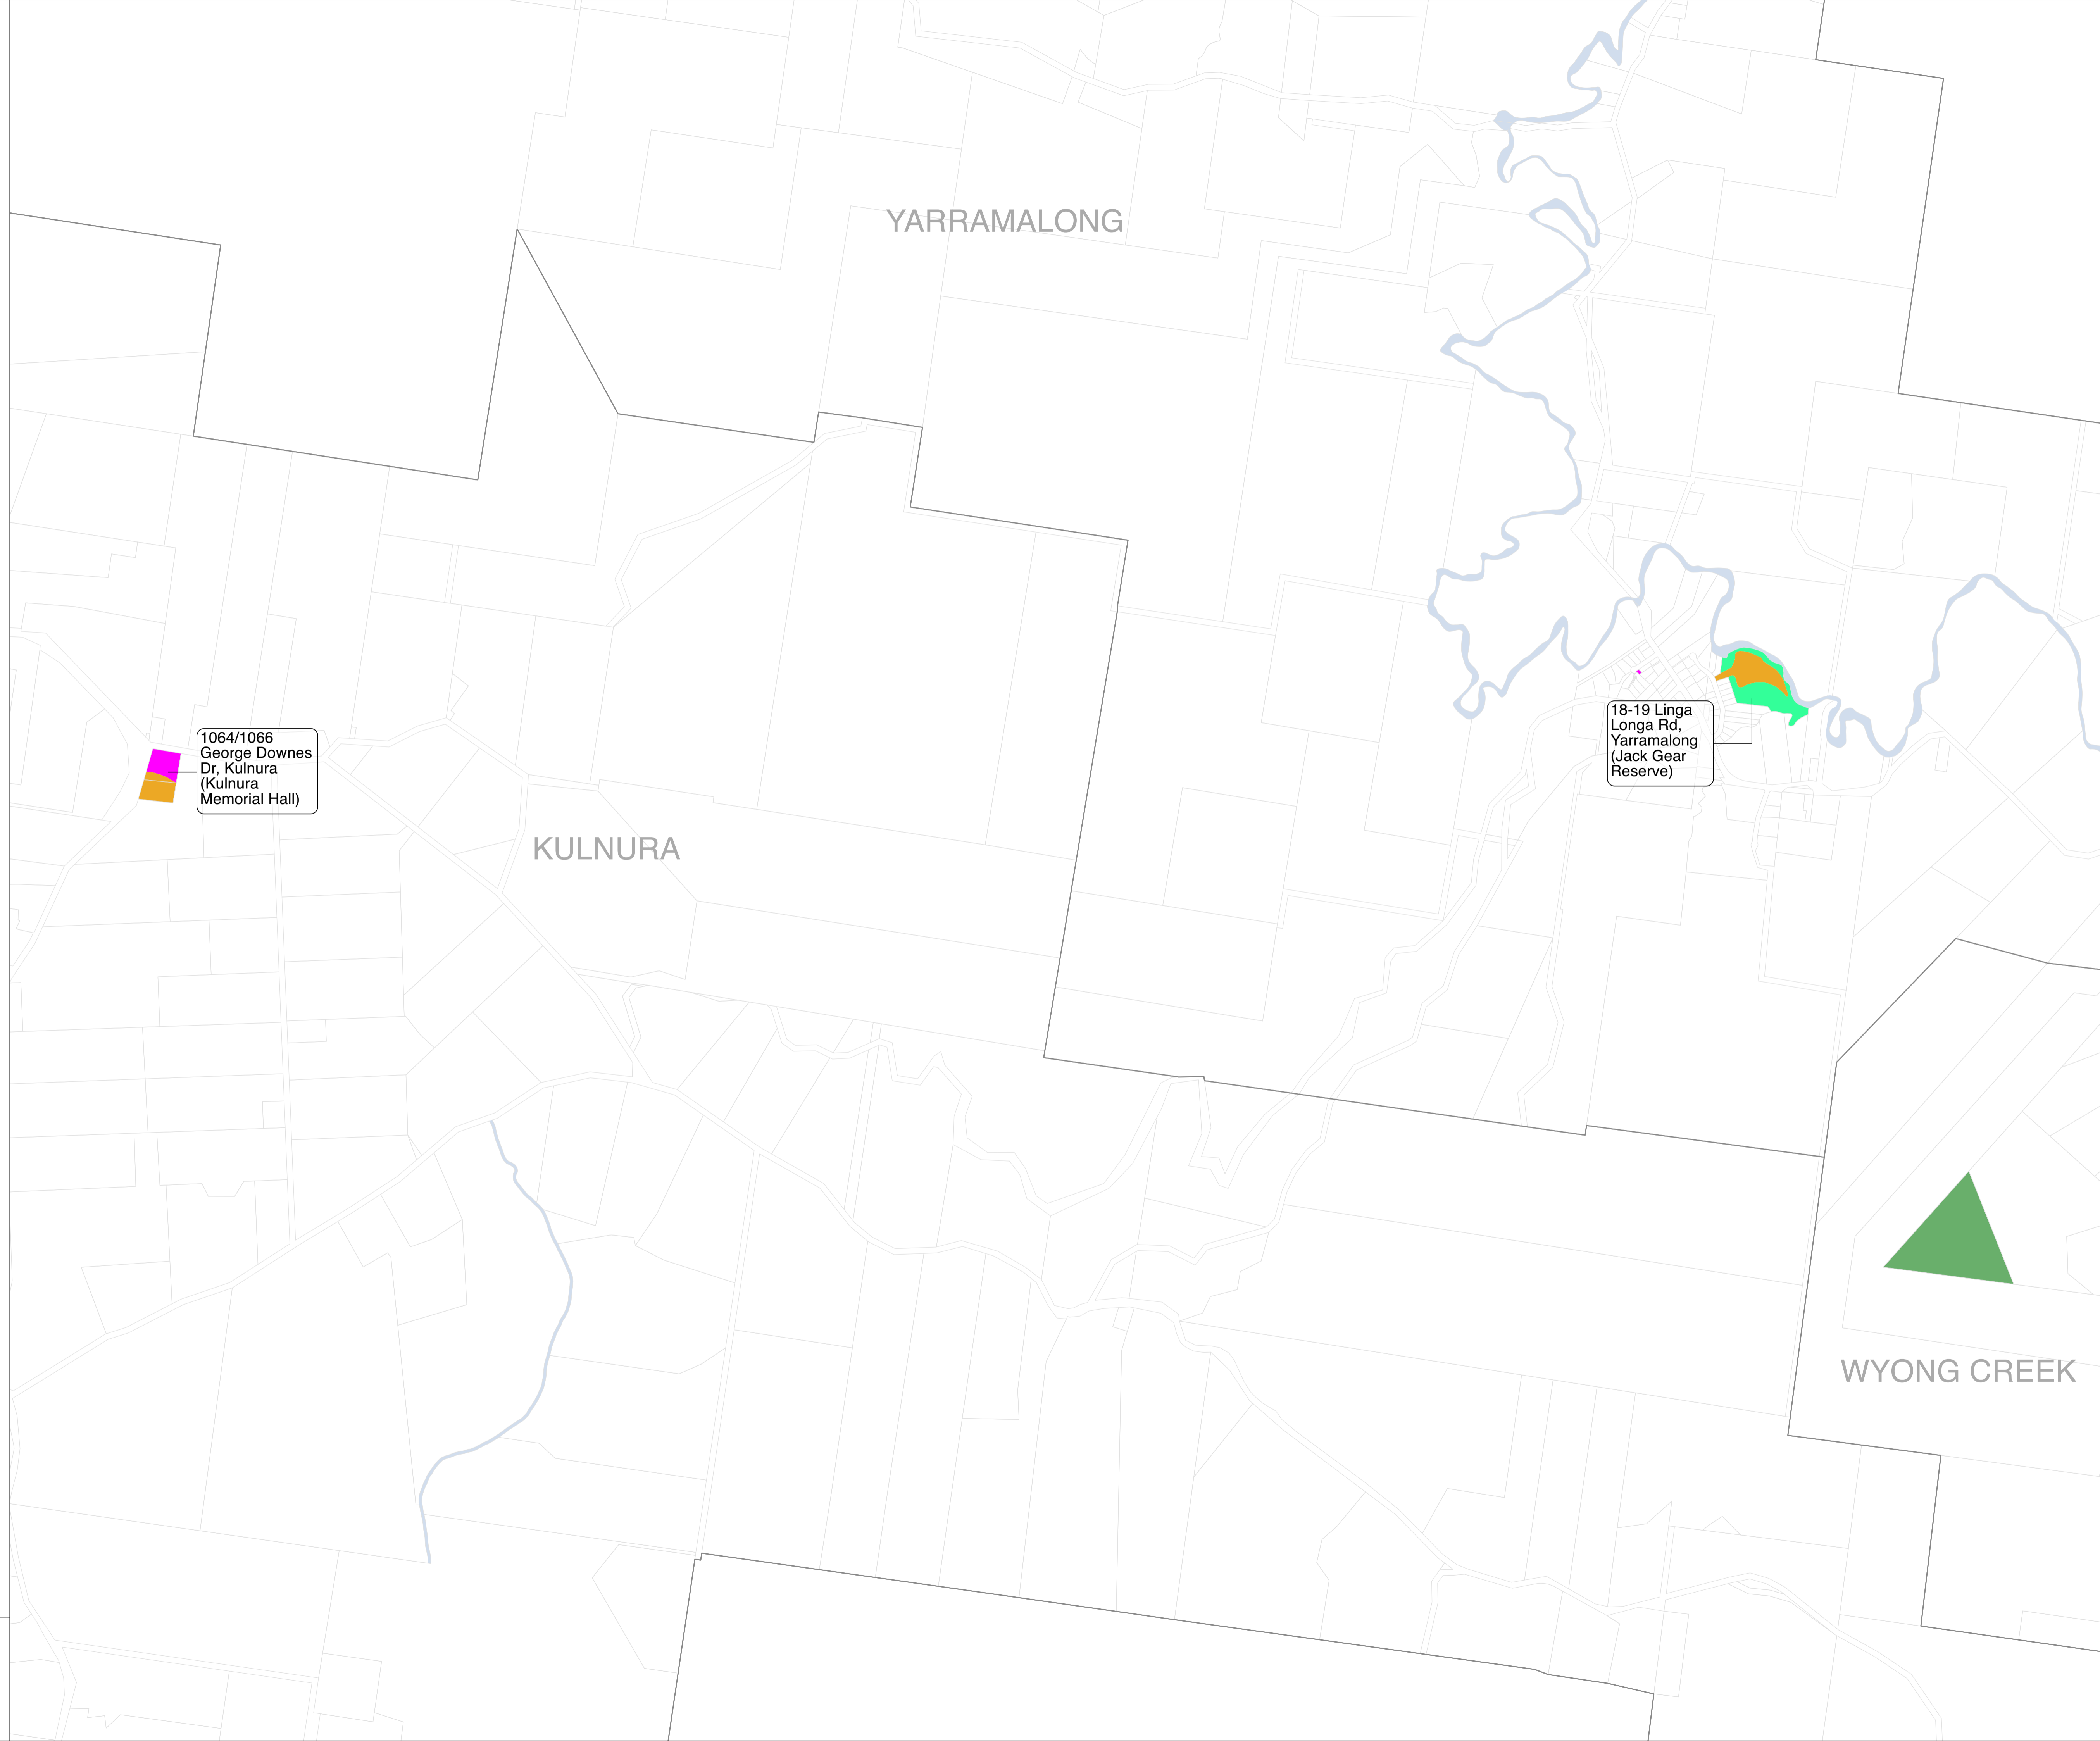 YARRAMALONG
18-19 Linga
Longa Rd,
Yarramalong
(Jack Gear
Reserve)
1064/1066
George Downes
Dr, Kulnura
(Kulnura
Memorial Hall)
KULNURA
WYONG CREEK